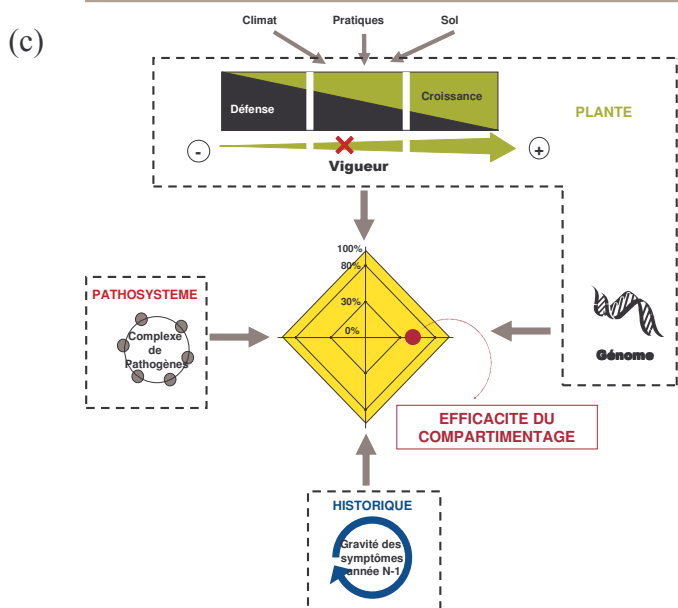 (c)
Climat
Pratiques
Sol
Défense
Croissance
PLANTE
-
+
Vigueur
100%
80%
30%
0%
PATHOSYSTEME
Complexe
de
Pathogènes
Génome
EFFICACITE DU
COMPARTIMENTAGE
HISTORIQUE
Gravité des
symptômes
année N-1